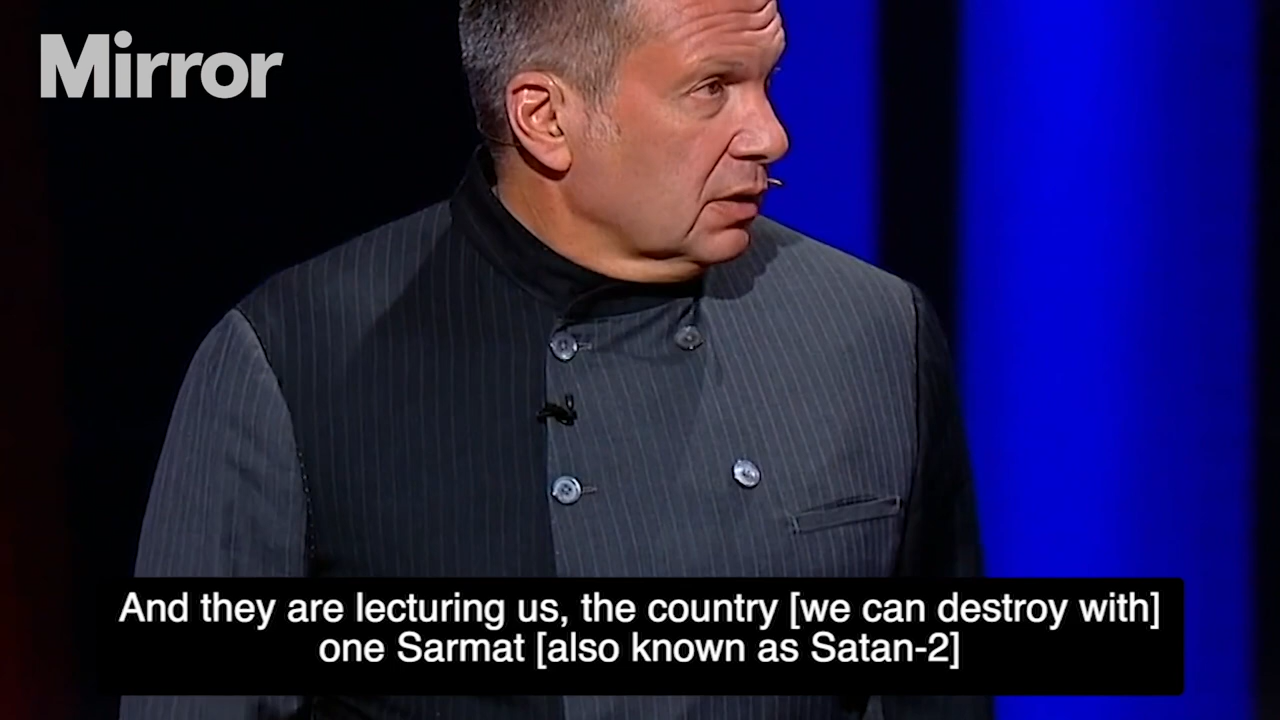 Mirror
And they are lecturing us, the country [we can destroy with]
one Sarmat [also known as Satan-2]